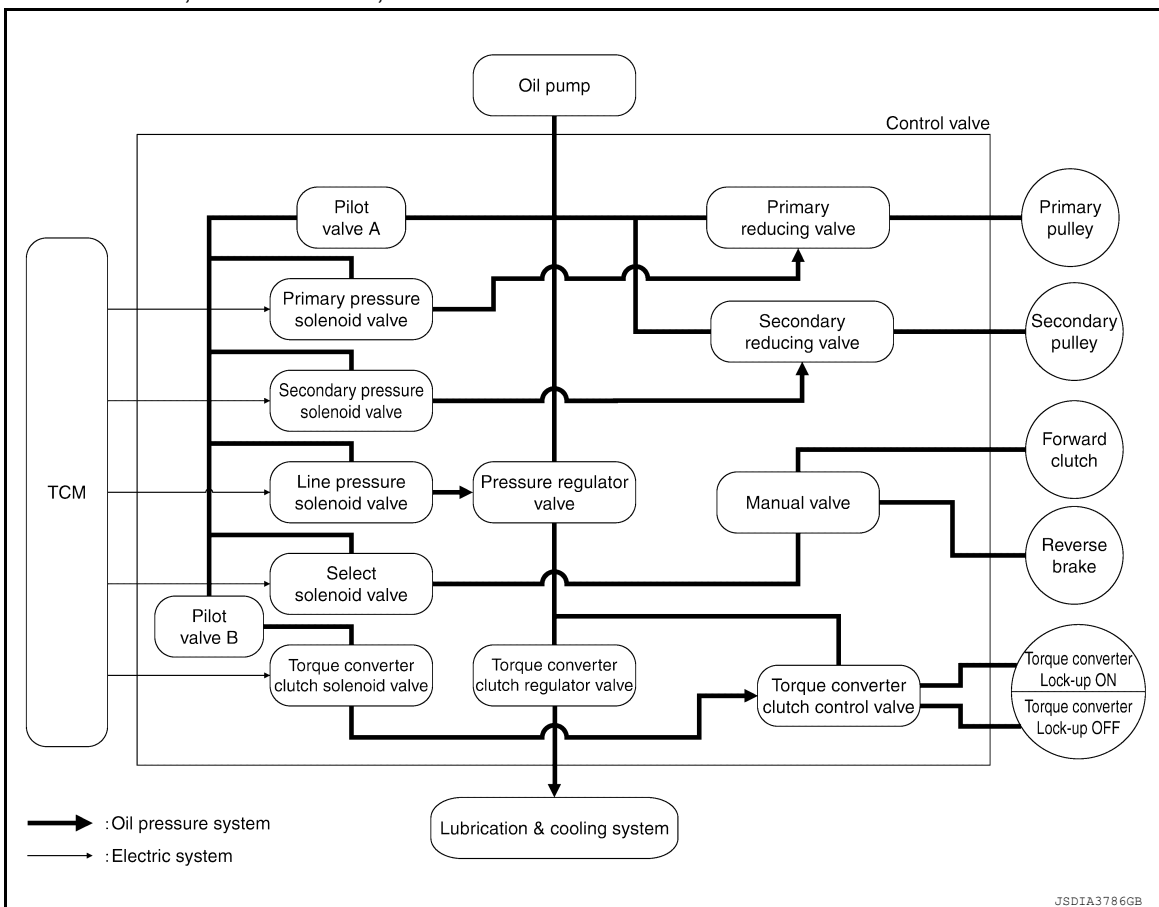 Oil pump
Control valve
Pilot
valve A
Primary
reducing valve
Primary
pulley
Primary pressure
solenoid valve
Secondary
reducing valve
Secondary
pulley
Secondary pressure
solenoid valve
Forward
clutch
TCM
Line pressure
solenoid valve
Pressure regulator
valve
Manual valve
Reverse
brake
Select
solenoid valve
Pilot
valve B
Torque converter
clutch solenoid valve
Torque converter
clutch regulator valve
Torque converter
clutch control valve
Torque converter
Lock-up ON
Torque converter
Lock-up OFF
Lubrication & cooling system
:Oil pressure system
:Electric system
JSDIA3786GB